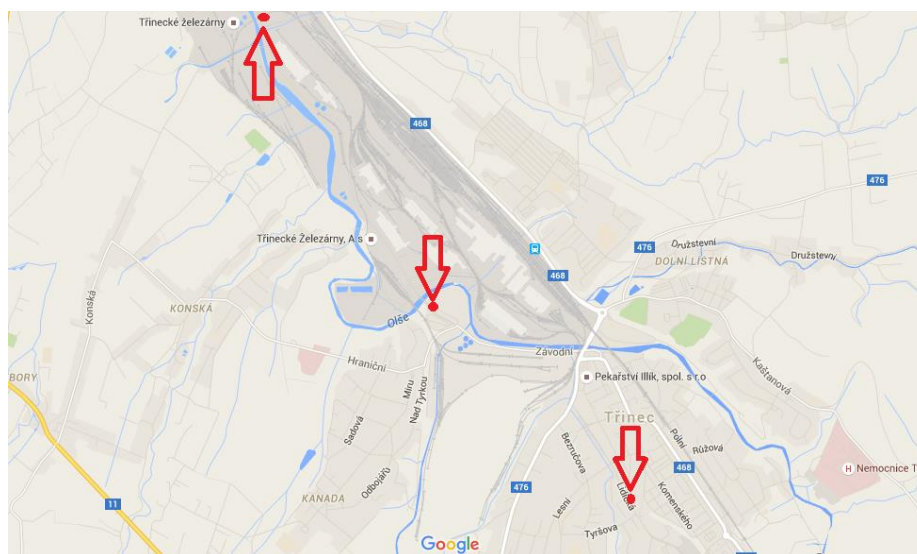 Třinecké železárny
468
476
476
Družstevní
DOLNÍ LÍSTNÁ
Družstevní
Třinecké Železárny, A.s
468
Konská
KONSKÁ
Olše
Závodní
Hraniční
Kaštanová
BORY
Míru
Nad Tyrkou
Pekařství Illík, spol. s r.o
Třinec
Sadová
Bezručova
Polní
Růžová
468
H
Nemocnice T
Odbojářů
476
Lidická
Komenského
KANADA
11
Lesní
Tyršova
Google